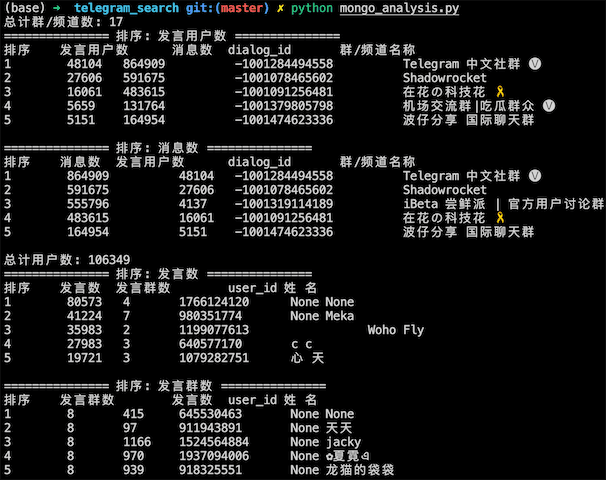 (base) ➜ telegram_search git:(master) ✗ python mongo_analysis.py
总计群/频道数: 17
=============== 排序: 发言用户数 ===============
排序 发言用户数 消息数 dialog_id 群/频道名称
1 48104 864909 -1001284494558 Telegram 中文社群 Ⓥ
2 27606 591675 -1001078465602 Shadowrocket
3 16061 483615 -1001091256481 在花の科技花 🎗
4 5659 131764 -1001379805798 机场交流群|吃瓜群众 Ⓥ
5 5151 164954 -1001474623336 波仔分享 国际聊天群
=============== 排序: 消息数 ===============
排序 消息数 发言用户数 dialog_id 群/频道名称
1 864909 48104 -1001284494558 Telegram 中文社群 Ⓥ
2 591675 27606 -1001078465602 Shadowrocket
3 555796 4137 -1001319114189 iBeta 尝鲜派 | 官方用户讨论群
4 483615 16061 -1001091256481 在花の科技花 🎗
5 164954 5151 -1001474623336 波仔分享 国际聊天群
总计用户数: 106349
=============== 排序: 发言数 ===============
排序 发言数 发言群数 user_id 姓 名
1 80573 4 1766124120 None None
2 41224 7 980351774 None Meka
3 35983 2 1199077613 Woho Fly
4 27983 3 640577170 c c
5 19721 3 1079282751 心 天
=============== 排序: 发言群数 ===============
排序 发言群数 发言数 user_id 姓 名
1 8 415 645530463 None None
2 8 97 911943891 None 天天
3 8 1166 1524564884 None jacky
4 8 970 1937094006 None ✿夏霓
5 8 939 918325551 None 龙猫的袋袋